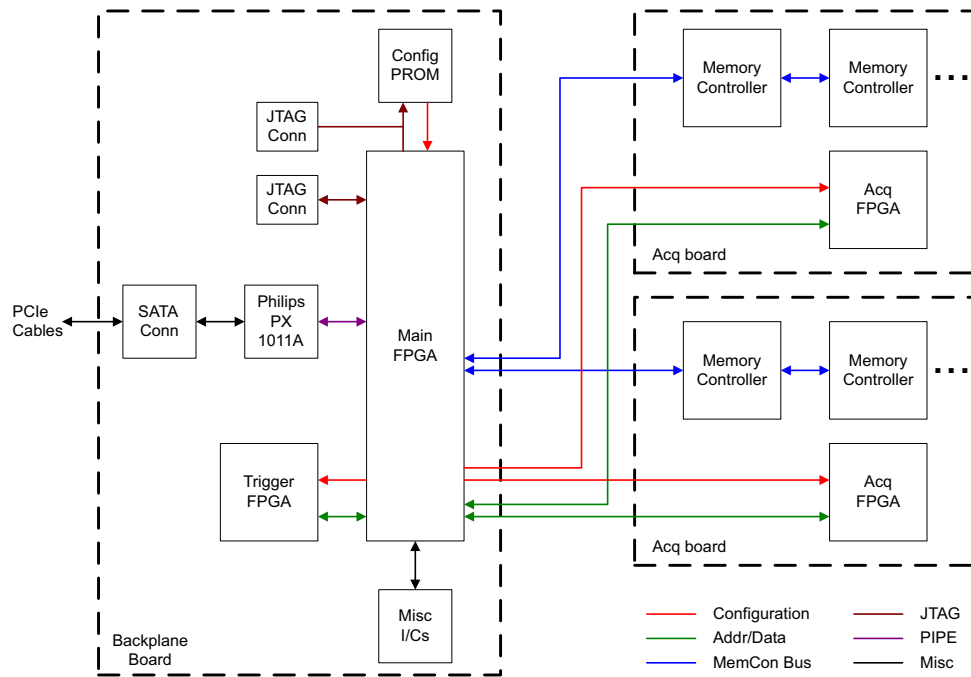 Config
PROM
JTAG
Conn
JTAG
Conn
PCIe
Cables
SATA
Conn
Philips
PX
1011A
Main
FPGA
Trigger
FPGA
Misc
I/Cs
Backplane
Board
Memory
Controller
Memory
Controller
...
Acq
FPGA
Acq board
Memory
Controller
Memory
Controller
...
Acq
FPGA
Acq board
Configuration
Addr/Data
MemCon Bus
JTAG
PIPE
Misc